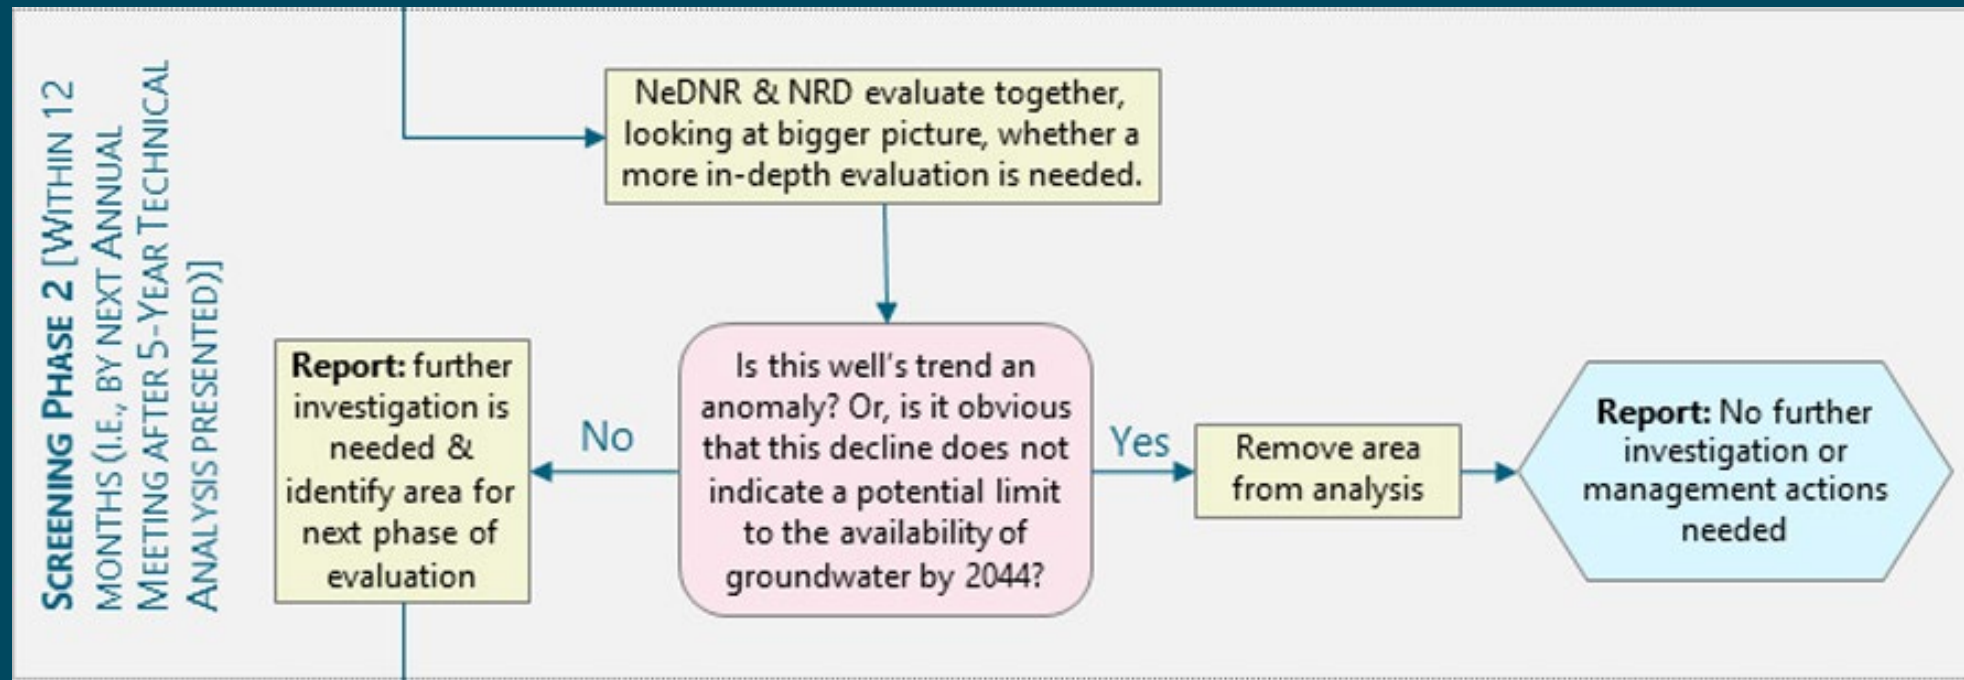 SCREENING PHASE 2 [WITHIN 12
MONTHS (I.E., BY NEXT ANNUAL
MEETING AFTER 5-YEAR TECHNICAL
ANALYSIS PRESENTED)]
NeDNR & NRD evaluate together,
looking at bigger picture, whether a
more in-depth evaluation is needed.
Is this well's trend an
anomaly? Or, is it obvious
that this decline does not
indicate a potential limit
to the availability of
groundwater by 2044?
No
Report: further
investigation is
needed &
identify area for
next phase of
evaluation
Yes
Remove area
from analysis
Report: No further
investigation or
management actions
needed